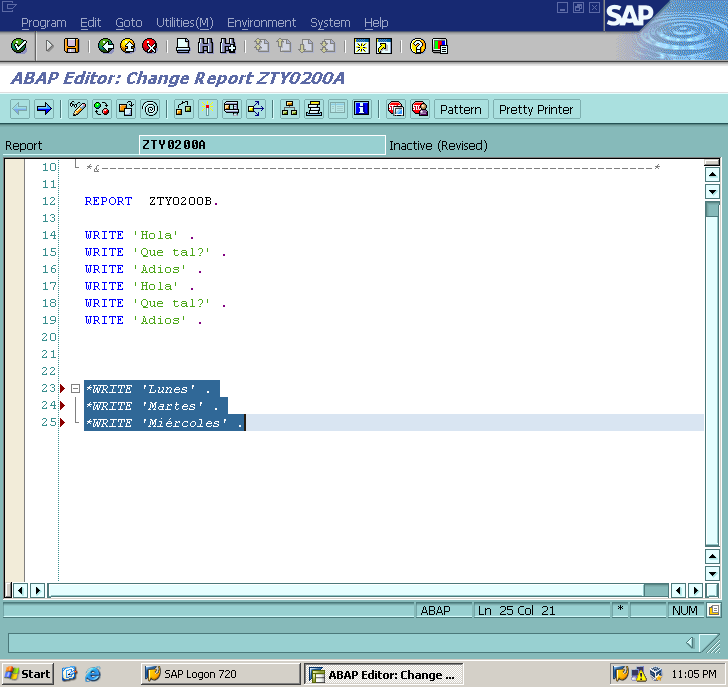 Program Edit Goto Utilities(M) Environment System Help
SAP
ABAP Editor: Change Report ZTY0200A
Pattern Pretty Printer
Report ZTY0200A Inactive (Revised)
10 *&---------------------------------------------------------------------*
11
12 REPORT ZTY0200B.
13
14 WRITE 'Hola' .
15 WRITE 'Que tal?' .
16 WRITE 'Adios' .
17 WRITE 'Hola' .
18 WRITE 'Que tal?' .
19 WRITE 'Adios' .
20
21
22
23 *WRITE 'Lunes' .
24 *WRITE 'Martes' .
25 *WRITE 'Miércoles' .
ABAP Ln 25 Col 21 * NUM
Start SAP Logon 720 ABAP Editor: Change ... 11:05 PM